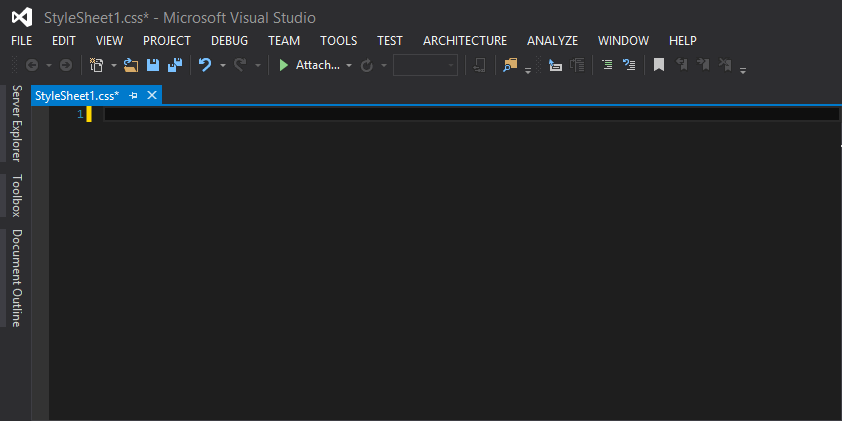 StyleSheet1.css* - Microsoft Visual Studio
FILE EDIT VIEW PROJECT DEBUG TEAM TOOLS TEST ARCHITECTURE ANALYZE WINDOW HELP
Attach...
Server Explorer
Toolbox
Document Outline
StyleSheet1.css*
1